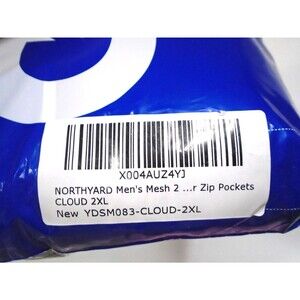 X004AUZ4YJ
NORTHYARD Men's Mesh 2 ...r Zip Pockets
CLOUD 2XL
New YDSM083-CLOUD-2XL